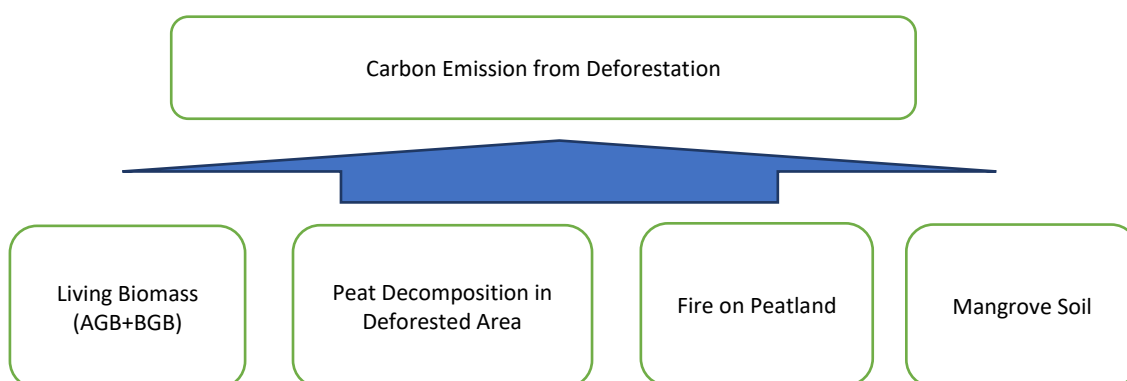 Carbon Emission from Deforestation
Living Biomass
(AGB+BGB)
Peat Decomposition in
Deforested Area
Fire on Peatland
Mangrove Soil